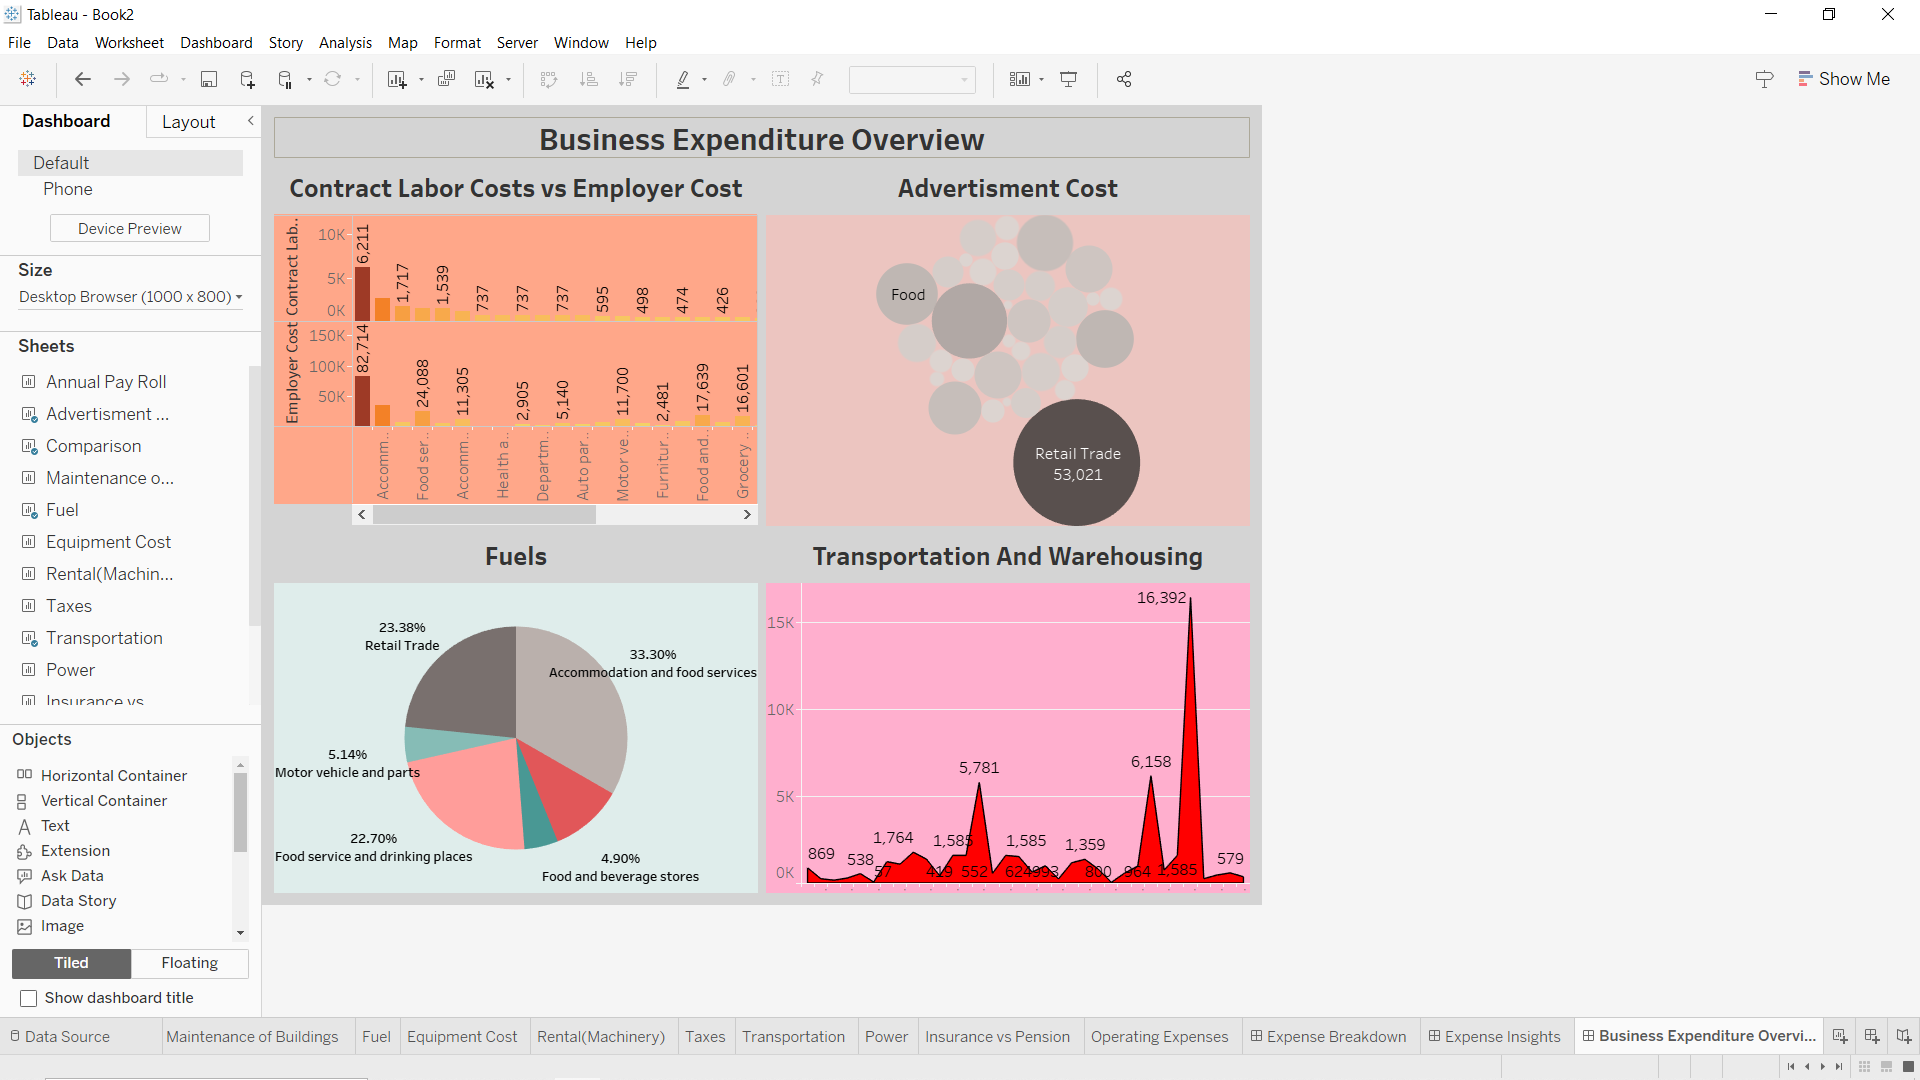 Tableau - Book2
File Data Worksheet Dashboard Story Analysis Map Format Server Window Help
Show Me
Dashboard Layout
Default
Phone
Device Preview
Size
Desktop Browser (1000 x 800)
Sheets
Annual Pay Roll
Advertisment ...
Comparison
Maintenance o...
Fuel
Equipment Cost
Rental(Machin...
Taxes
Transportation
Power
Insurance vs
Objects
Horizontal Container
Vertical Container
Text
Extension
Ask Data
Data Story
Image
Tiled Floating
Show dashboard title
Business Expenditure Overview
Contract Labor Costs vs Employer Cost
Contract Lab..
10K
5K
0K
6,211
1,717
1,539
737
737
737
595
498
474
426
Employer Cost
150K
100K
50K
82,714
24,088
11,305
2,905
5,140
11,700
2,481
17,639
16,601
Accomm..
Food ser..
Accomm..
Health a..
Departm..
Auto par..
Motor ve..
Furnitur..
Food and..
Grocery ..
Advertisment Cost
Food
Retail Trade
53,021
Fuels
23.38%
Retail Trade
33.30%
Accommodation and food services
5.14%
Motor vehicle and parts
22.70%
Food service and drinking places
4.90%
Food and beverage stores
Transportation And Warehousing
16,392
15K
10K
5,781
6,158
5K
1,764
1,585
1,585
1,359
869
538
579
0K
57
419
552
624
993
800
964
1,585
Data Source Maintenance of Buildings Fuel Equipment Cost Rental(Machinery) Taxes Transportation Power Insurance vs Pension Operating Expenses Expense Breakdown Expense Insights Business Expenditure Overvi...